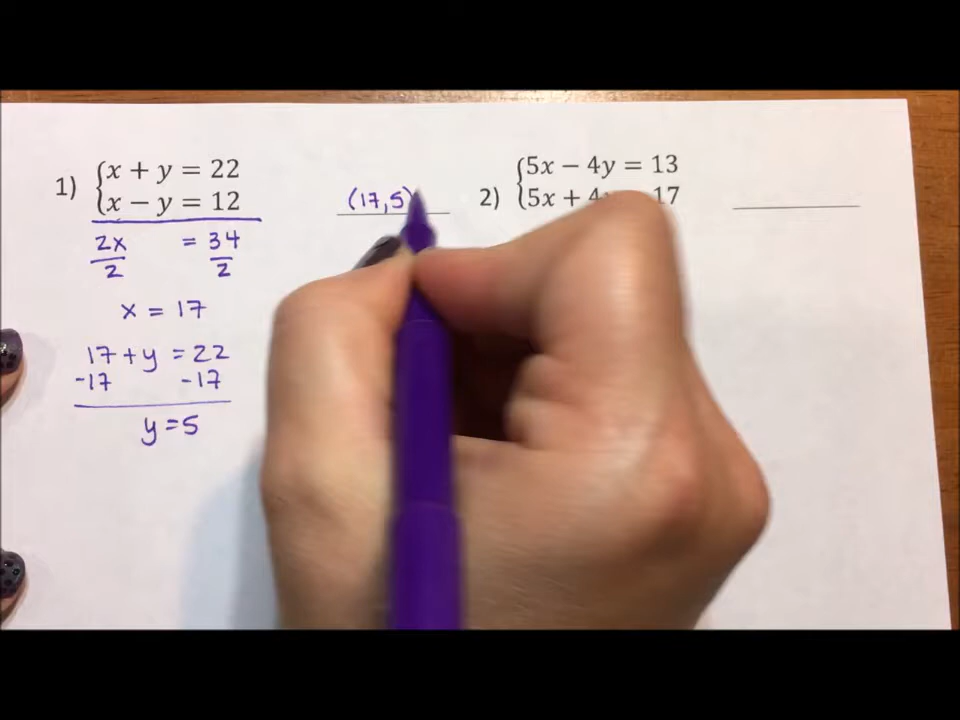 1) {x + y = 22
{x − y = 12
2x = 34
2 2
x = 17
17 + y = 22
-17 -17
y = 5
(17,5)
2) {5x − 4y = 13
{5x + 4y 17